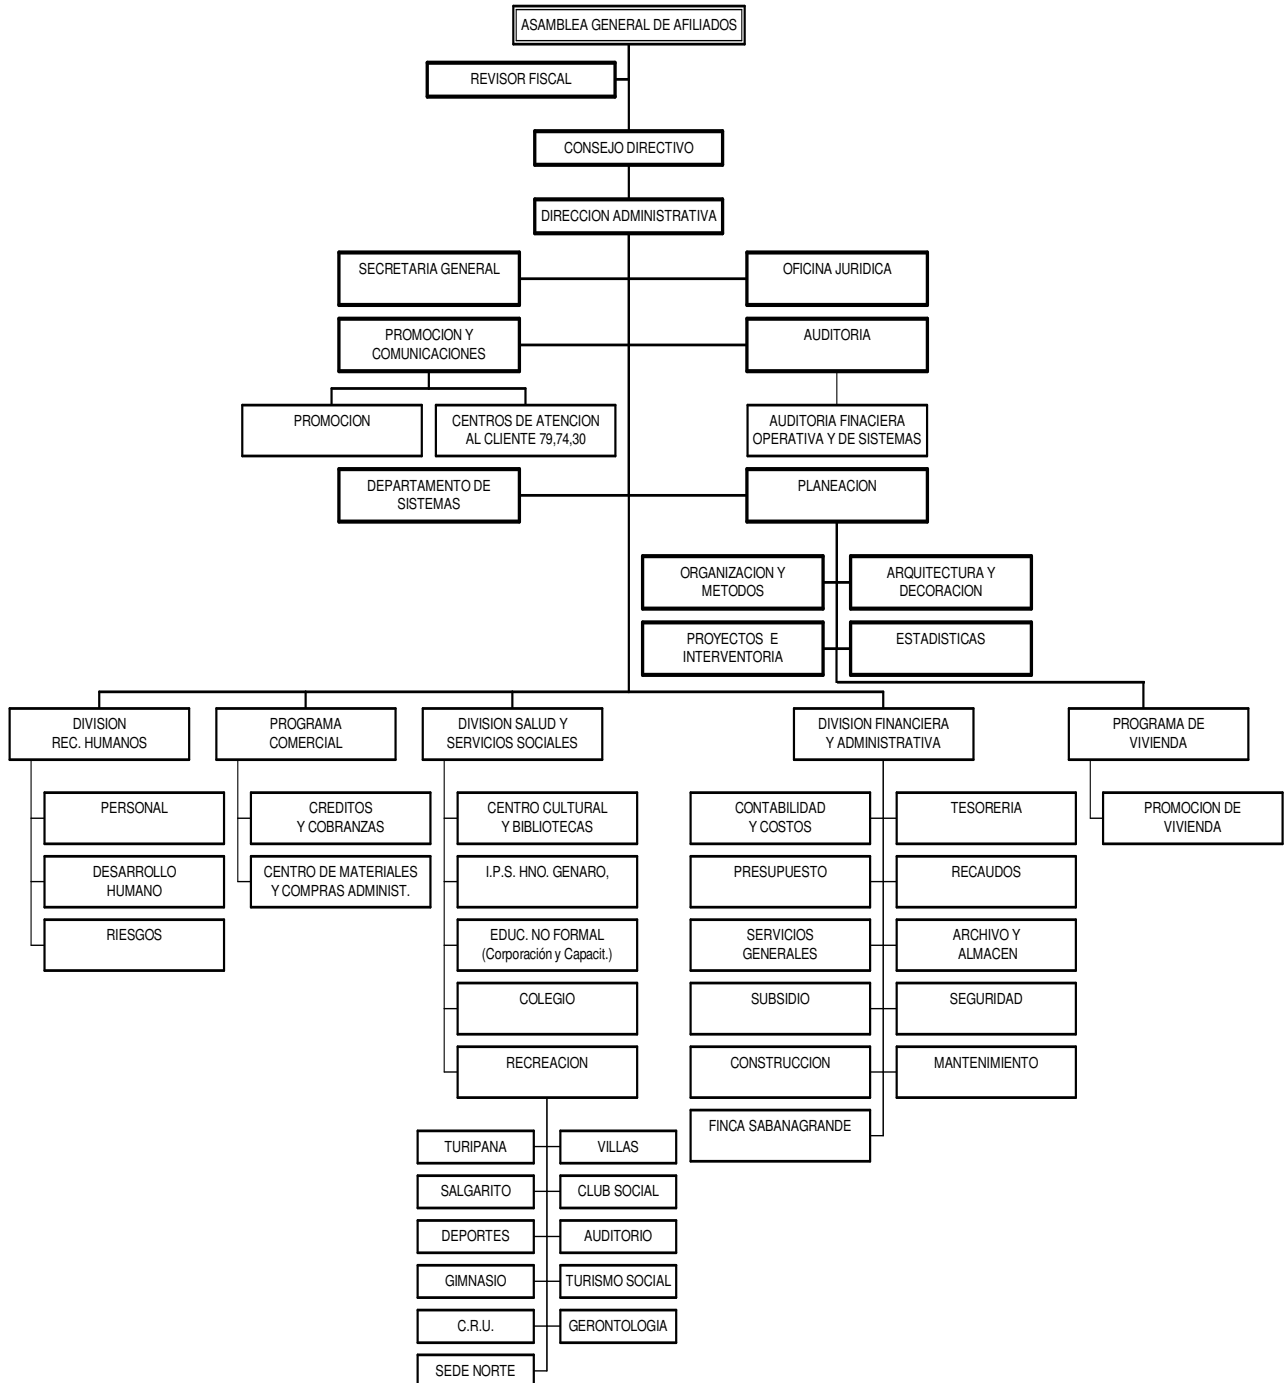 ASAMBLEA GENERAL DE AFILIADOS
REVISOR FISCAL
CONSEJO DIRECTIVO
DIRECCION ADMINISTRATIVA
SECRETARIA GENERAL
OFICINA JURIDICA
PROMOCION Y
COMUNICACIONES
AUDITORIA
PROMOCION
CENTROS DE ATENCION
AL CLIENTE 79,74,30
AUDITORIA FINACIERA
OPERATIVA Y DE SISTEMAS
DEPARTAMENTO DE
SISTEMAS
PLANEACION
ORGANIZACION Y
METODOS
ARQUITECTURA Y
DECORACION
PROYECTOS E
INTERVENTORIA
ESTADISTICAS
DIVISION
REC. HUMANOS
PROGRAMA
COMERCIAL
DIVISION SALUD Y
SERVICIOS SOCIALES
DIVISION FINANCIERA
Y ADMINISTRATIVA
PROGRAMA DE
VIVIENDA
PERSONAL
DESARROLLO
HUMANO
RIESGOS
CREDITOS
Y COBRANZAS
CENTRO DE MATERIALES
Y COMPRAS ADMINIST.
CENTRO CULTURAL
Y BIBLIOTECAS
I.P.S. HNO. GENARO,
EDUC. NO FORMAL
(Corporación y Capacit.)
COLEGIO
RECREACION
TURIPANA
VILLAS
SALGARITO
CLUB SOCIAL
DEPORTES
AUDITORIO
GIMNASIO
TURISMO SOCIAL
C.R.U.
GERONTOLOGIA
SEDE NORTE
CONTABILIDAD
Y COSTOS
TESORERIA
PRESUPUESTO
RECAUDOS
SERVICIOS
GENERALES
ARCHIVO Y
ALMACEN
SUBSIDIO
SEGURIDAD
CONSTRUCCION
MANTENIMIENTO
FINCA SABANAGRANDE
PROMOCION DE
VIVIENDA